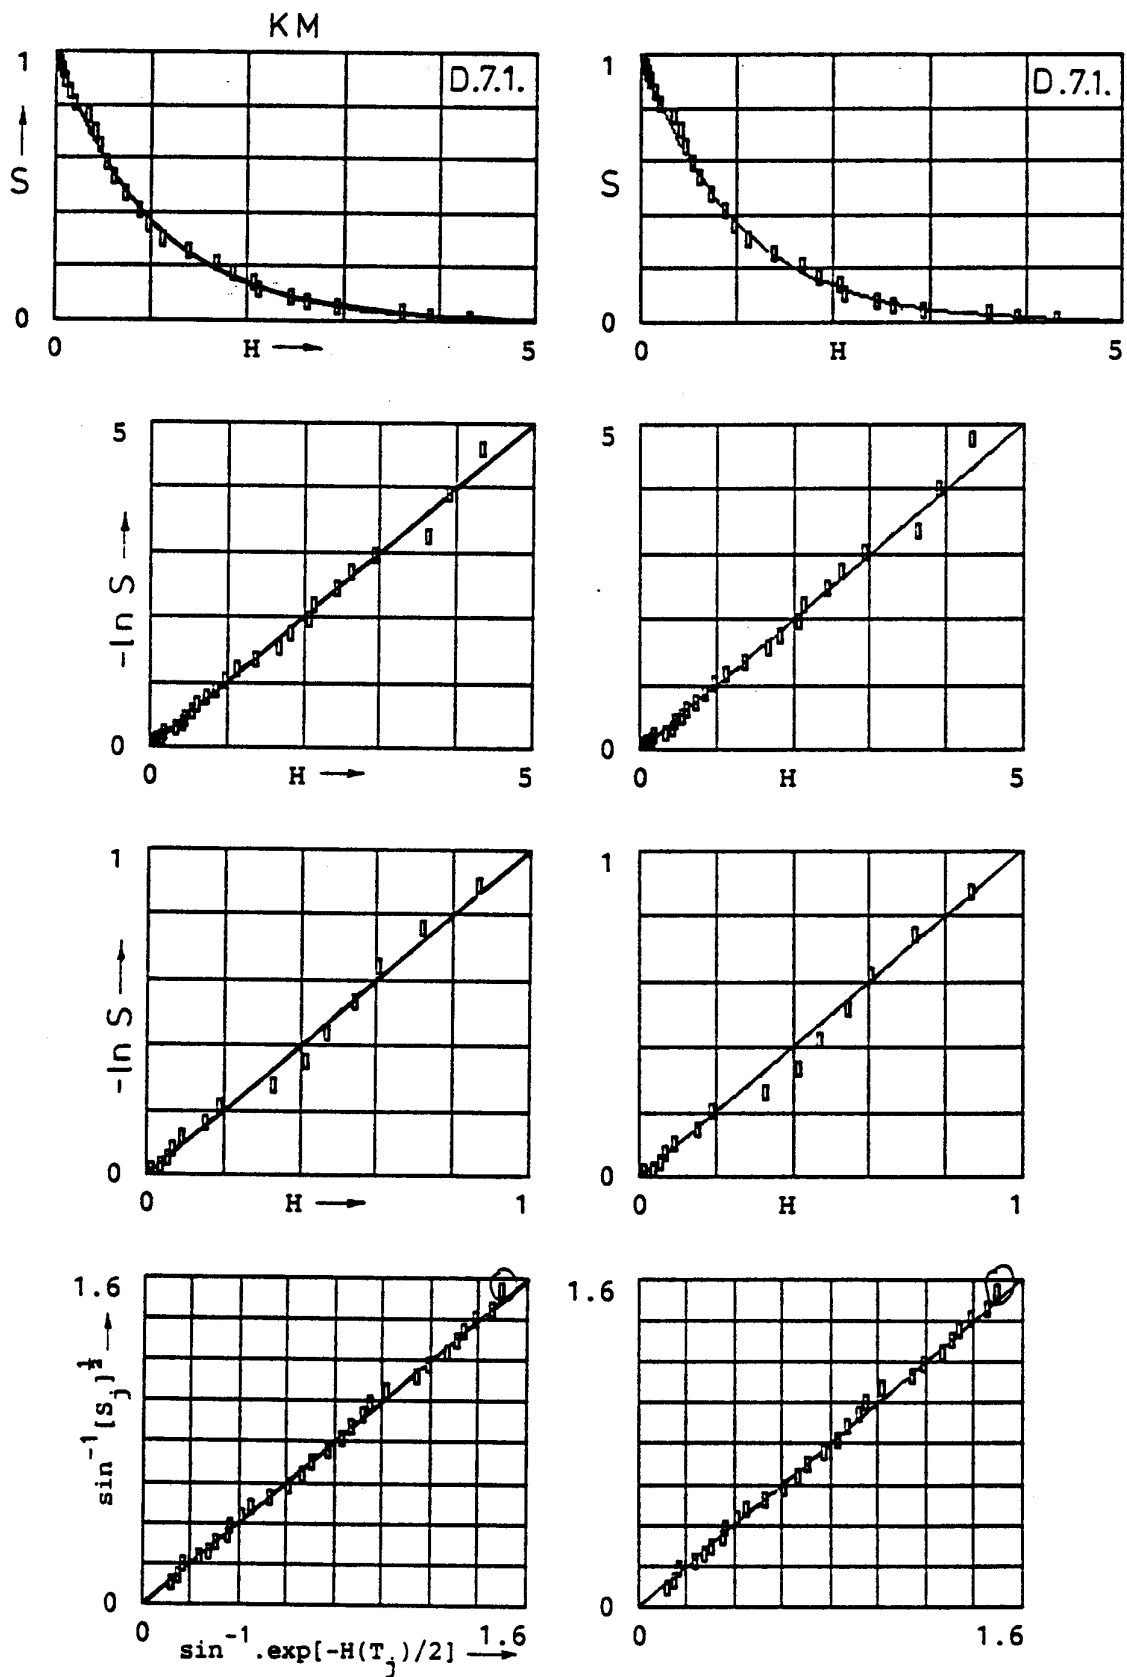 KM
1 D.7.1. 1 D.7.1.
S S
0 0
0 H 5 0 H 5
5 5
-ln S
0 0
0 H 5 0 H 5
1 1
-ln S
0 0
0 H 1 0 H 1
1.6 1.6
sin⁻¹[S_j]^½
0 0
0 sin⁻¹.exp[-H(T_j)/2] 1.6 0 1.6